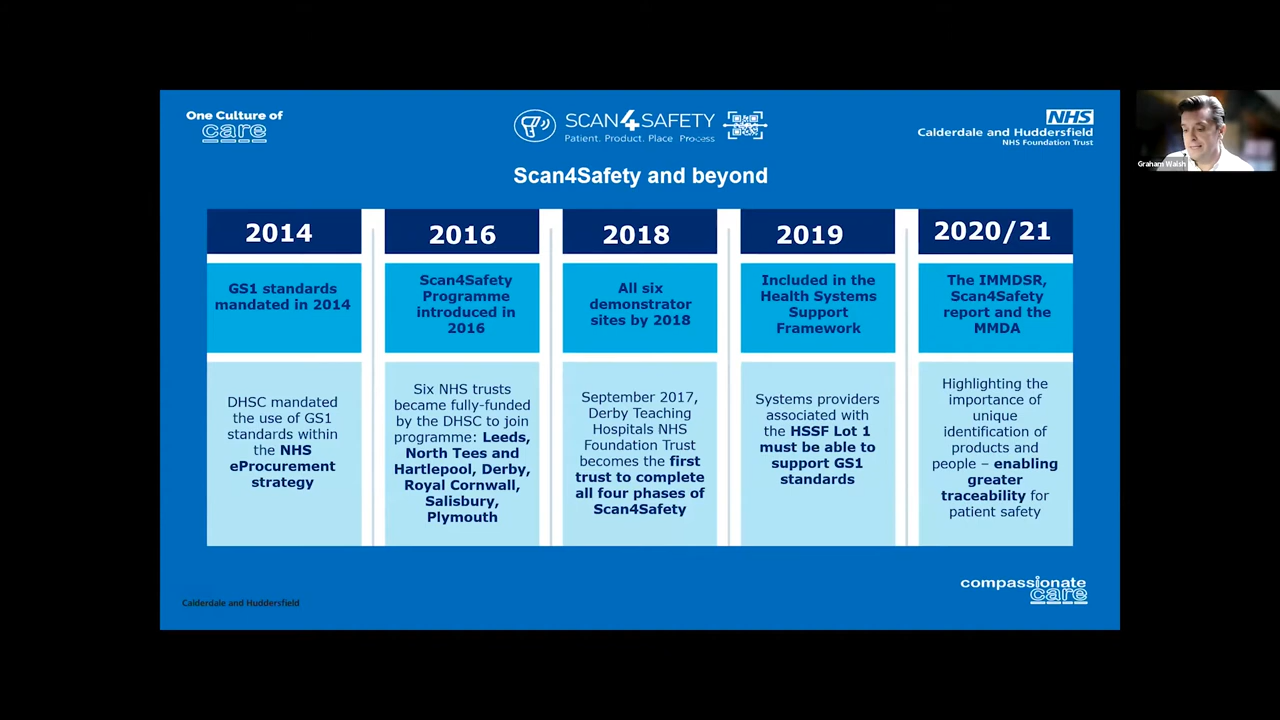 One Culture of
care
SCAN4SAFETY
Patient. Product. Place Process
NHS
Calderdale and Huddersfield
NHS Foundation Trust
Graham Walsh
Scan4Safety and beyond
2014
GS1 standards
mandated in 2014
DHSC mandated
the use of GS1
standards within
the NHS
eProcurement
strategy
2016
Scan4Safety
Programme
introduced in
2016
Six NHS trusts
became fully-funded
by the DHSC to join
programme: Leeds,
North Tees and
Hartlepool, Derby,
Royal Cornwall,
Salisbury,
Plymouth
2018
All six
demonstrator
sites by 2018
September 2017,
Derby Teaching
Hospitals NHS
Foundation Trust
becomes the first
trust to complete
all four phases of
Scan4Safety
2019
Included in the
Health Systems
Support
Framework
Systems providers
associated with
the HSSF Lot 1
must be able to
support GS1
standards
2020/21
The IMMDSR,
Scan4Safety
report and the
MMDA
Highlighting the
importance of
unique
identification of
products and
people – enabling
greater
traceability for
patient safety
Calderdale and Huddersfield
compassionate
care